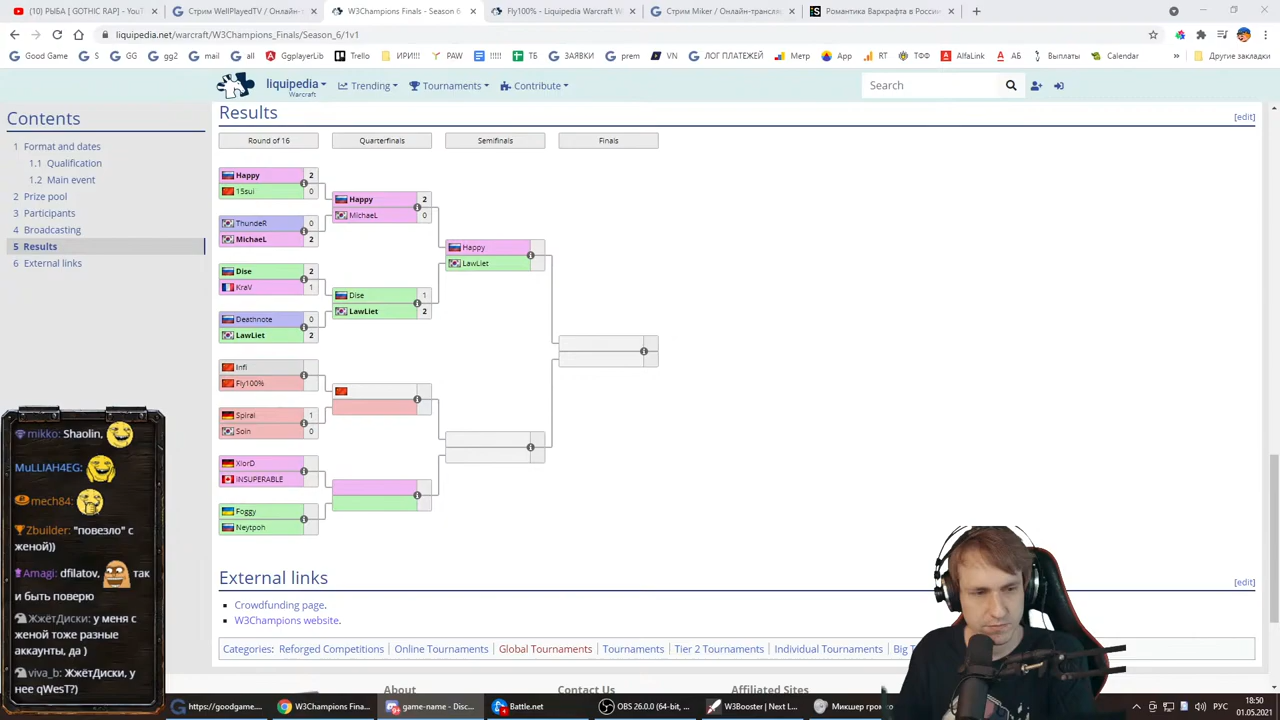 (10) РЫБА [ GOTHIC RAP] - YouT
Стрим WellPlayedTV / Онлайн-т
W3Champions Finals - Season 6
Fly100% - Liquipedia Warcraft W
Стрим Miker / Онлайн-трансля
Романтика Варкрафта в Росси
liquipedia.net/warcraft/W3Champions_Finals/Season_6/1v1
Good Game
SG
GG
gg2
mail
all
GgplayerLib
Trello
ИРИ!!!
PAW
!!!!
ТБ
ЗАЯВКИ
prem
VN
ЛОГ ПЛАТЕЖЕЙ
Метр
App
RT
ТФФ
AlfaLink
АБ
Выплаты
Calendar
»
Другие закладки
liquipedia
Warcraft
Trending
Tournaments
Contribute
Search
Contents
1 Format and dates
1.1 Qualification
1.2 Main event
2 Prize pool
3 Participants
4 Broadcasting
5 Results
6 External links
Results
[edit]
Round of 16
Quarterfinals
Semifinals
Finals
Happy 2
15sui 0
ThundeR 0
MichaeL 2
Dise 2
KraV 1
Deathnote 0
LawLiet 2
Infi
Fly100%
Spirai 1
Soin 0
XlorD
INSUPERABLE
Foggy
Neytpoh
Happy 2
MichaeL 0
Dise 1
LawLiet 2
Happy
LawLiet
External links
[edit]
Crowdfunding page.
W3Champions website.
Categories: Reforged Competitions
Online Tournaments
Global Tournaments
Tournaments
Tier 2 Tournaments
Individual Tournaments
Big T
About
Contact Us
Affiliated Sites
mikko: Shaolin,
MuLLIAH4EG:
mech84:
Zbuilder: "повезло" с
женой))
Amagi: dfilatov, так
и быть поверю
ЖжётДиски: у меня с
женой тоже разные
аккаунты, да )
viva_b: ЖжётДиски, у
нее qWesT?)
https://goodgame.
W3Champions Fina...
game-name - Disc...
Battle.net
OBS 26.0.0 (64-bit, ...
W3Booster | Next L...
Микшер громко
РУС
18:50
01.05.2021